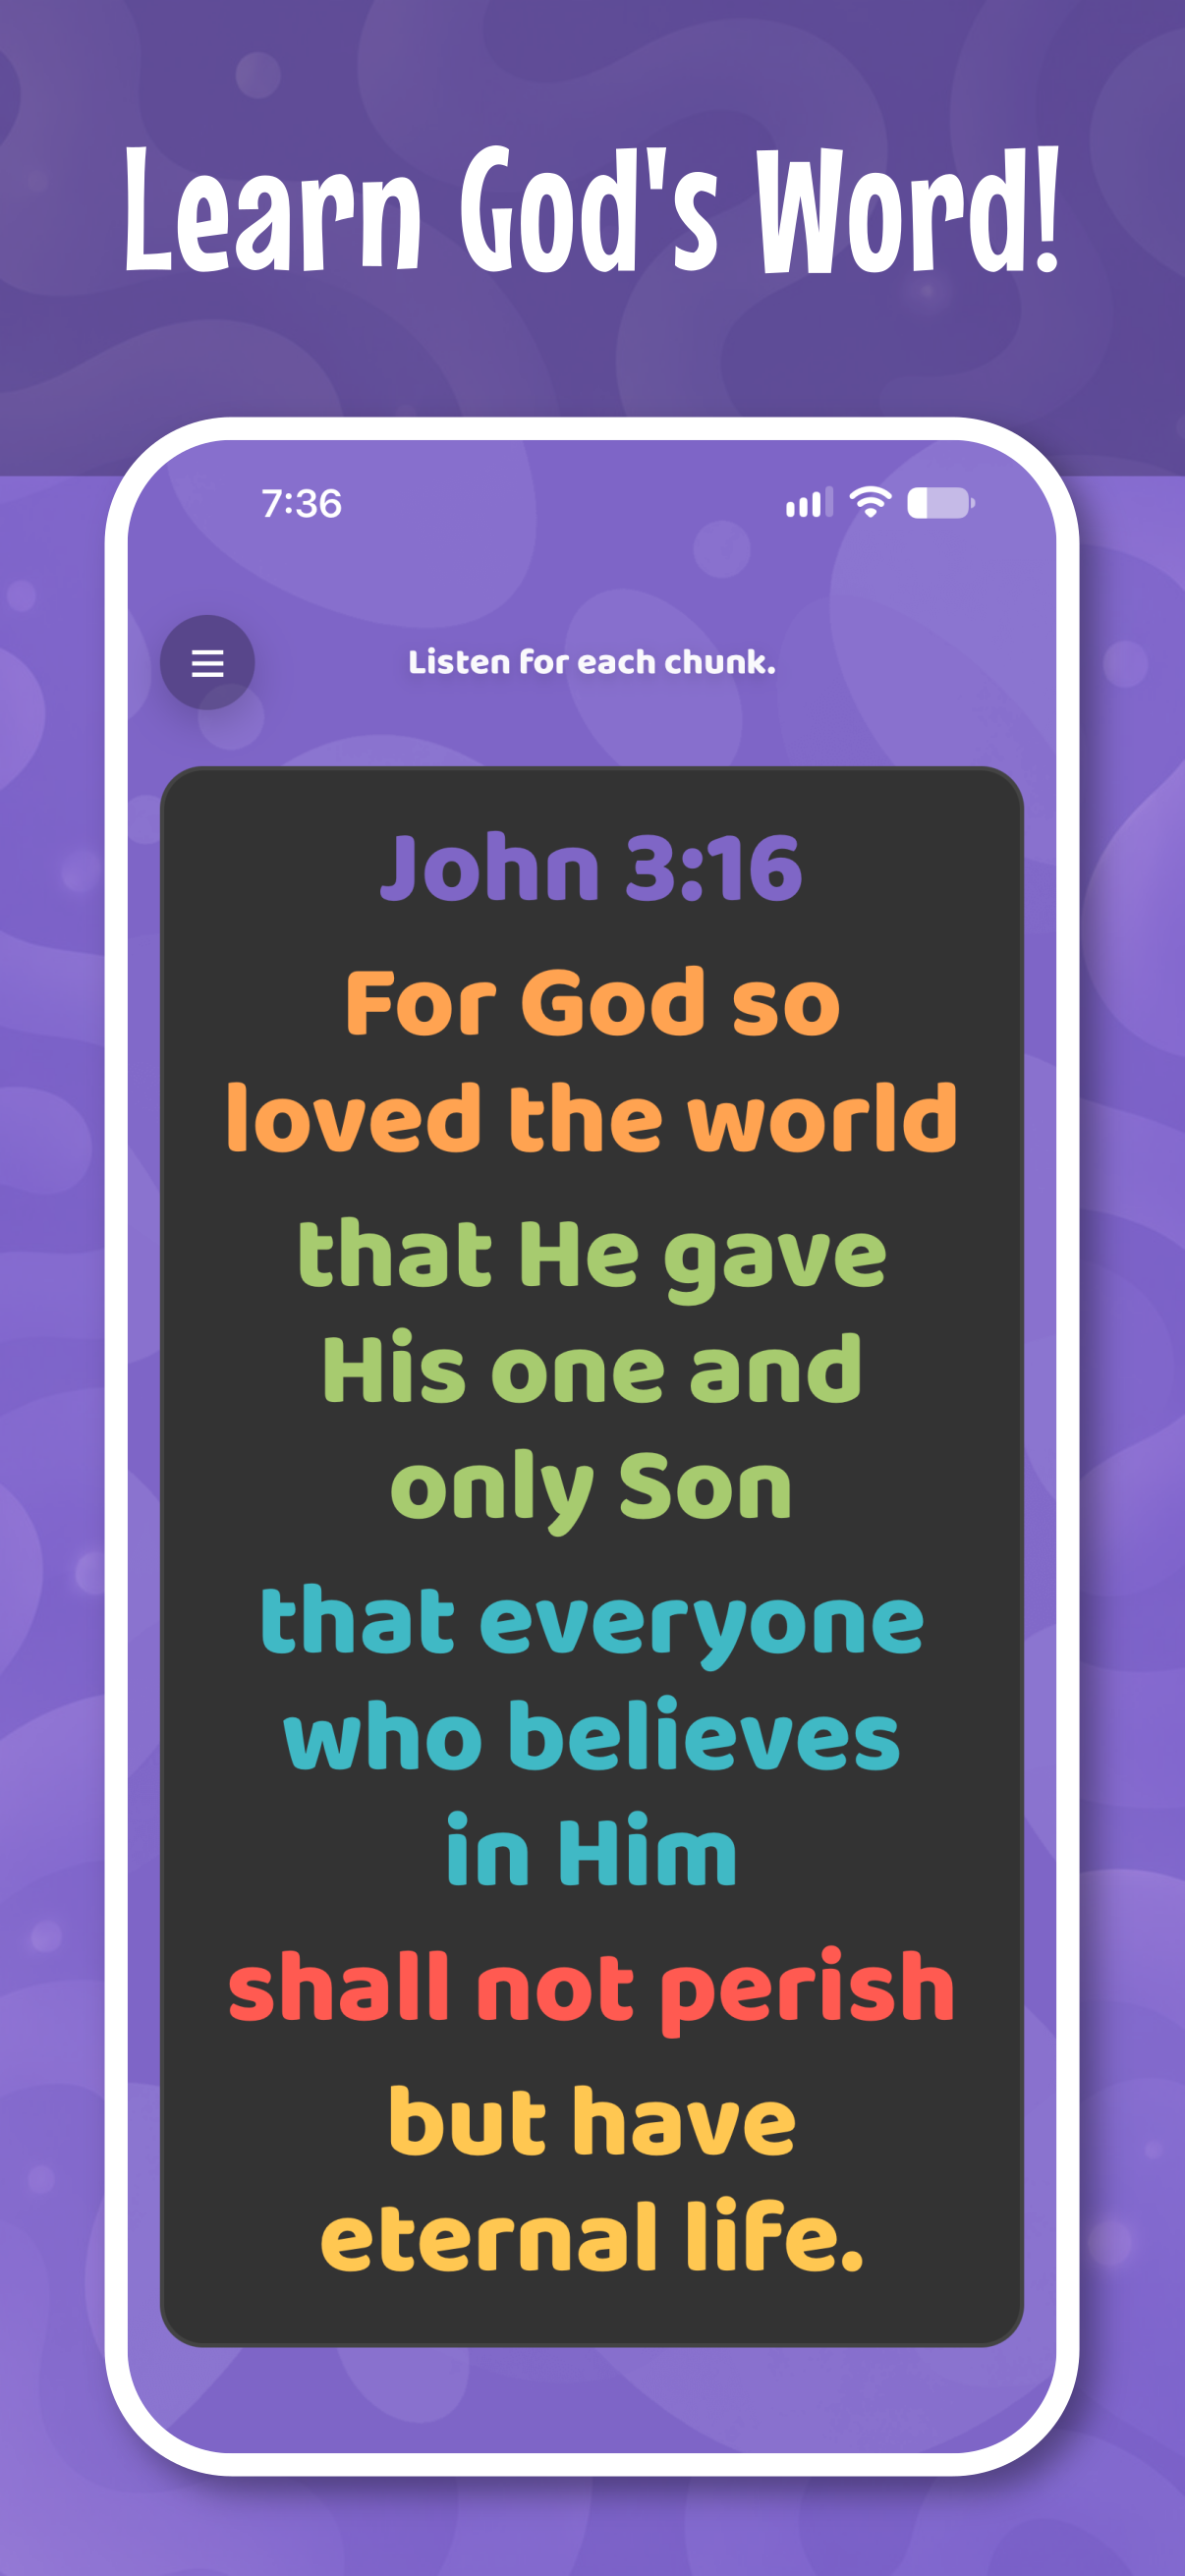 Learn God's Word!
7:36
Listen for each chunk.
John 3:16
For God so
loved the world
that He gave
His one and
only Son
that everyone
who believes
in Him
shall not perish
but have
eternal life.